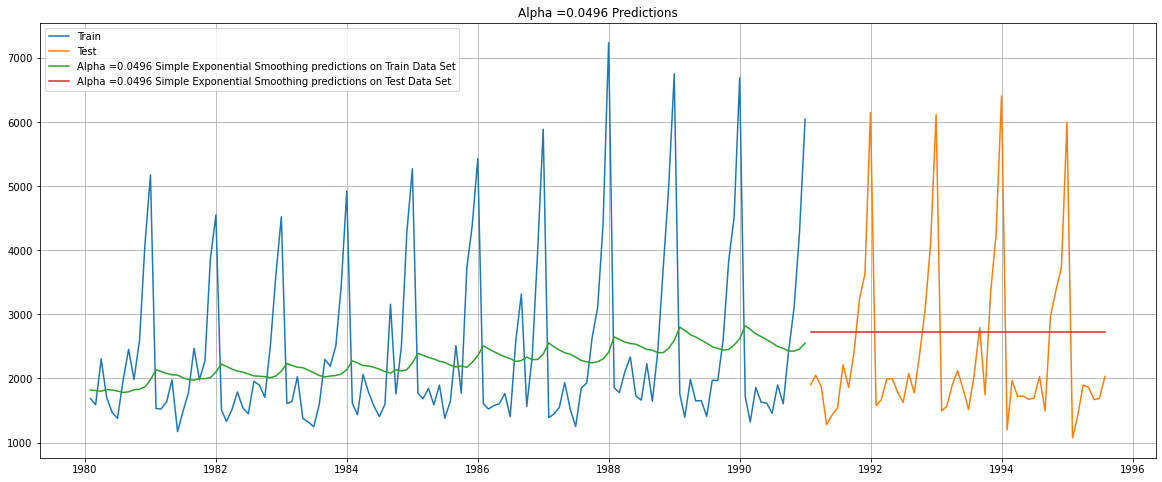 Alpha =0.0496 Predictions
Train
Test
Alpha =0.0496 Simple Exponential Smoothing predictions on Train Data Set
Alpha =0.0496 Simple Exponential Smoothing predictions on Test Data Set
7000
6000
5000
4000
3000
2000
1000
1980 1982 1984 1986 1988 1990 1992 1994 1996